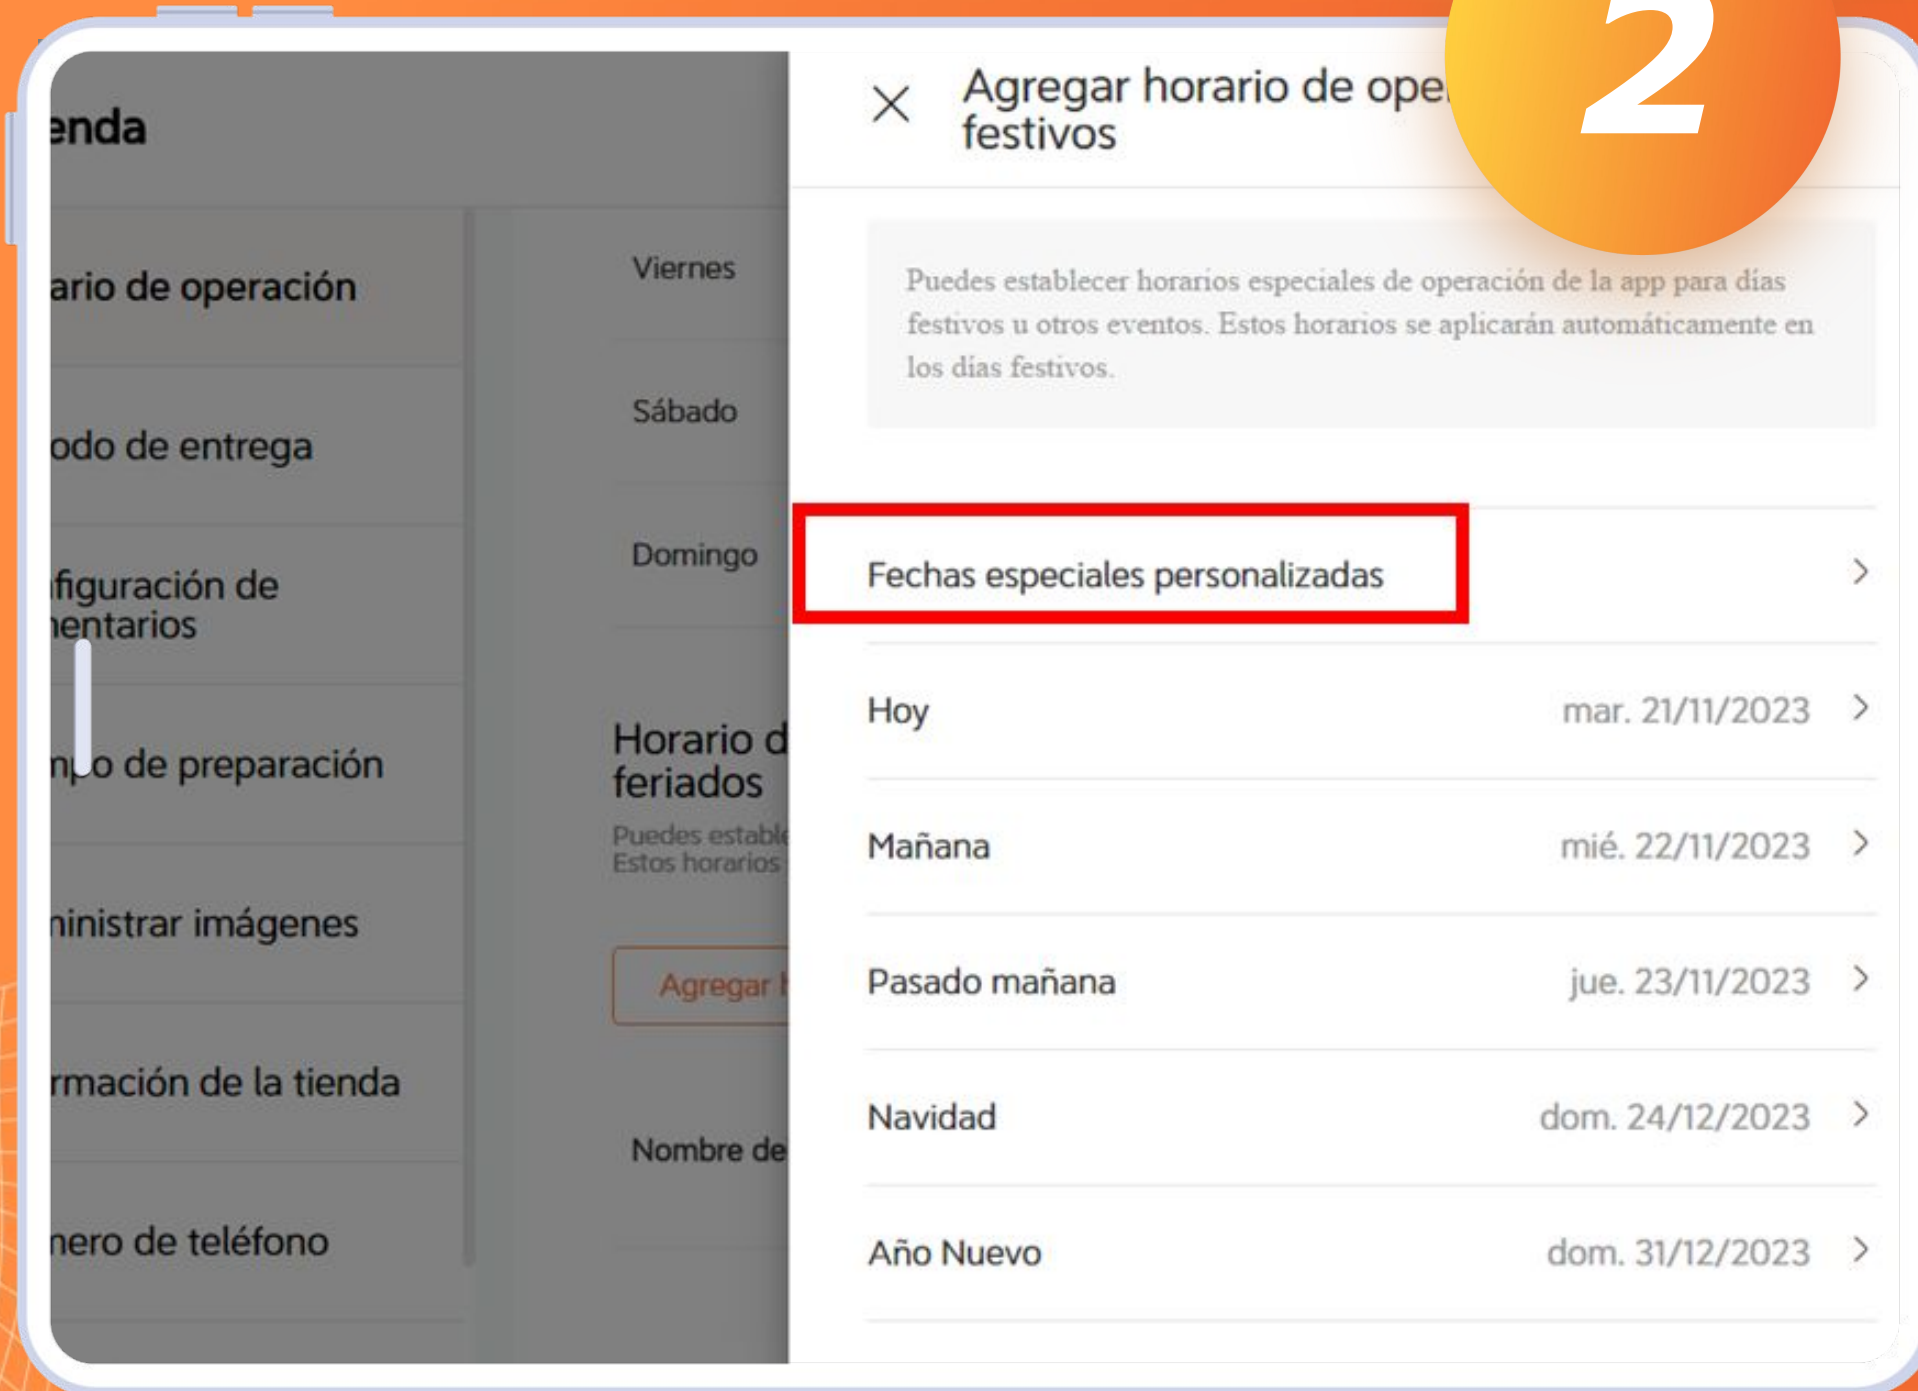 2
enda
ario de operación
odo de entrega
figuración de
entarios
o de preparación
ministrar imágenes
rmación de la tienda
mero de teléfono
Viernes
Sábado
Domingo
Horario d
feriados
Puedes estable
Estos horarios
Agregar h
Nombre de
Agregar horario de ope
festivos
Puedes establecer horarios especiales de operación de la app para días
festivos u otros eventos. Estos horarios se aplicarán automáticamente en
los días festivos.
Fechas especiales personalizadas
Hoy mar. 21/11/2023
Mañana mié. 22/11/2023
Pasado mañana jue. 23/11/2023
Navidad dom. 24/12/2023
Año Nuevo dom. 31/12/2023